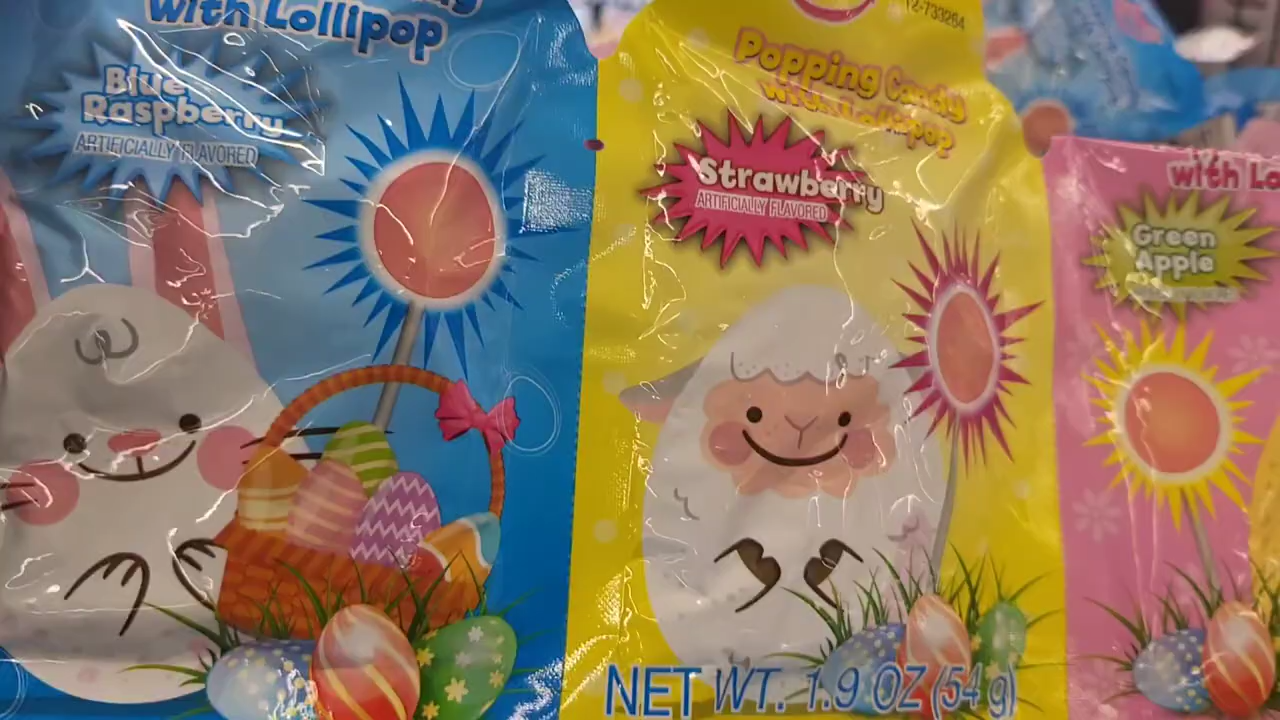 with Lollipop
Blue
Raspberry
ARTIFICIALLY FLAVORED
12-733264
Popping Candy
with Lollipop
Strawberry
ARTIFICIALLY FLAVORED
with Lo
Green
Apple
NET WT. 1.9 OZ (54 g)